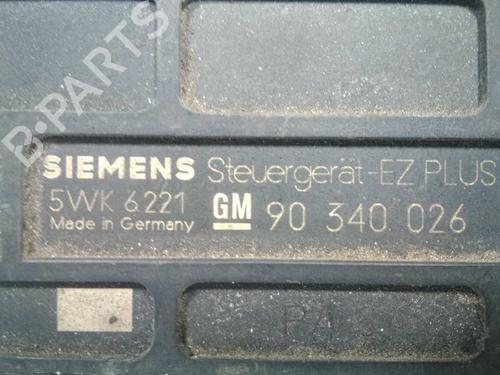 B-PARTS
SIEMENS Steuergerät-EZ PLUS
5WK 6221 GM 90 340 026
Made in Germany